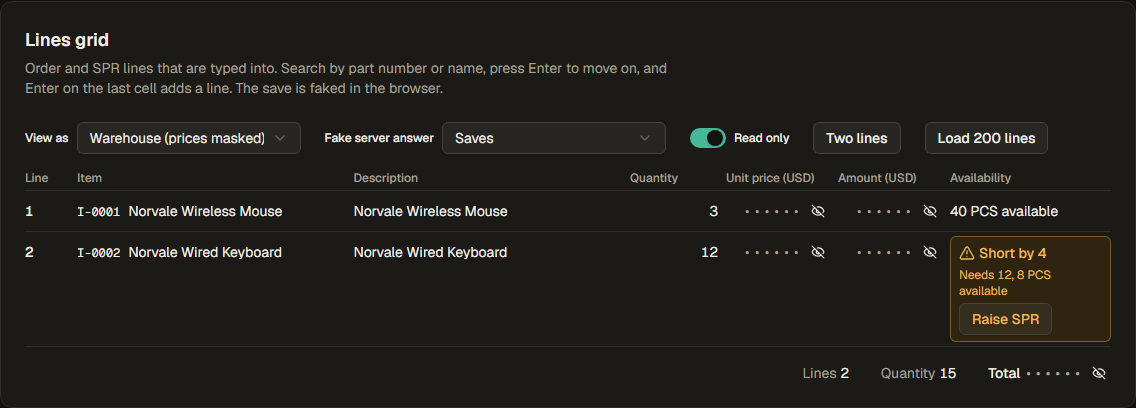 Lines grid
Order and SPR lines that are typed into. Search by part number or name, press Enter to move on, and
Enter on the last cell adds a line. The save is faked in the browser.
View as Warehouse (prices masked) Fake server answer Saves Read only Two lines Load 200 lines
Line Item Description Quantity Unit price (USD) Amount (USD) Availability
1 I-0001 Norvale Wireless Mouse Norvale Wireless Mouse 3 •••••• •••••• 40 PCS available
2 I-0002 Norvale Wired Keyboard Norvale Wired Keyboard 12 •••••• •••••• Short by 4
Needs 12, 8 PCS
available
Raise SPR
Lines 2 Quantity 15 Total ••••••